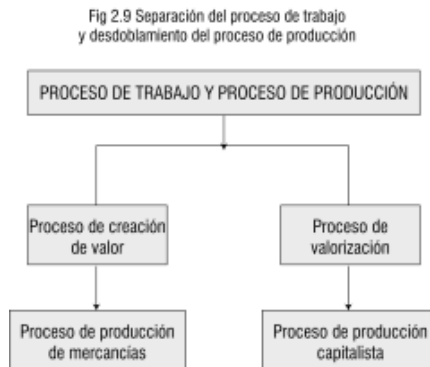 Fig 2.9 Separación del proceso de trabajo
y desdoblamiento del proceso de producción
PROCESO DE TRABAJO Y PROCESO DE PRODUCCIÓN
Proceso de creación
de valor
Proceso de
valorización
Proceso de producción
de mercancías
Proceso de producción
capitalista